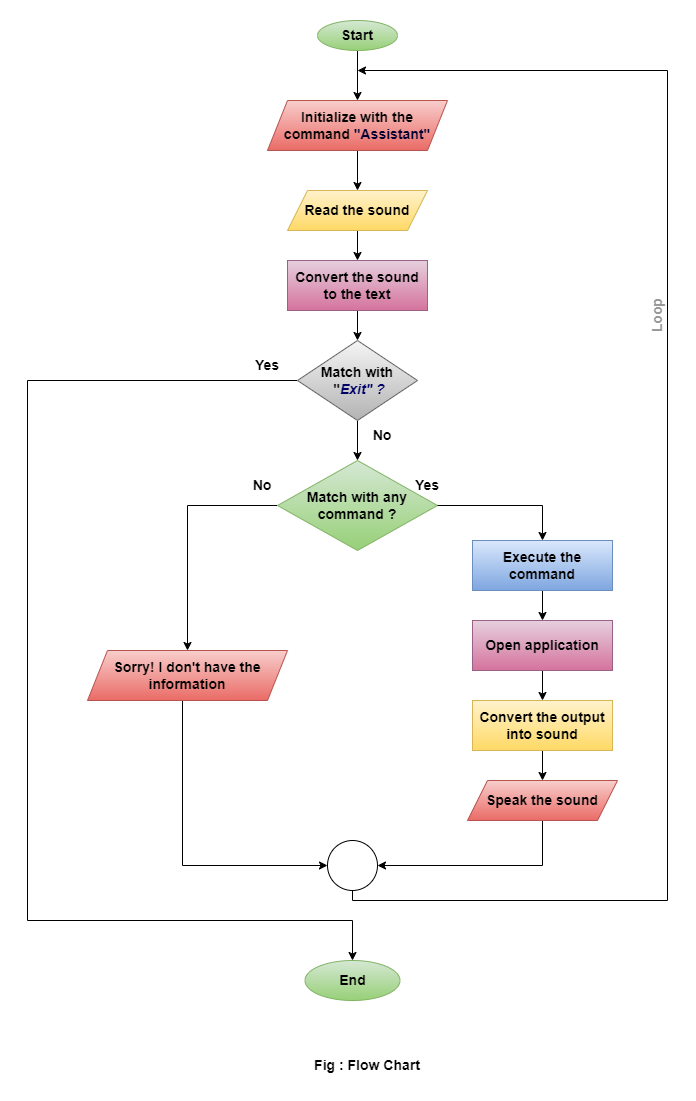 Start
Initialize with the
command "Assistant"
Read the sound
Convert the sound
to the text
Loop
Yes
Match with
"Exit" ?
No
No
Yes
Match with any
command ?
Execute the
command
Open application
Sorry! I don't have the
information
Convert the output
into sound
Speak the sound
End
Fig : Flow Chart